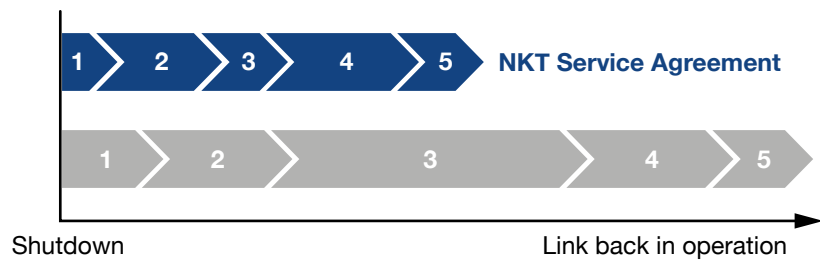 1 2 3 4 5 NKT Service Agreement
1 2 3 4 5
Shutdown Link back in operation